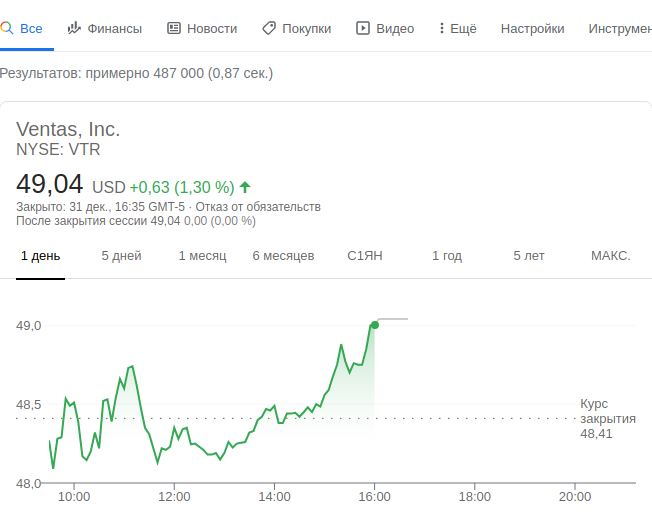 Все Финансы Новости Покупки Видео Ещё Настройки Инструмен
Результатов: примерно 487 000 (0,87 сек.)
Ventas, Inc.
NYSE: VTR
49,04 USD +0,63 (1,30 %)
Закрыто: 31 дек., 16:35 GMT-5 · Отказ от обязательств
После закрытия сессии 49,04 0,00 (0,00 %)
1 день 5 дней 1 месяц 6 месяцев С1ЯН 1 год 5 лет МАКС.
49,0
48,5
Курс
закрытия
48,41
48,0
10:00 12:00 14:00 16:00 18:00 20:00